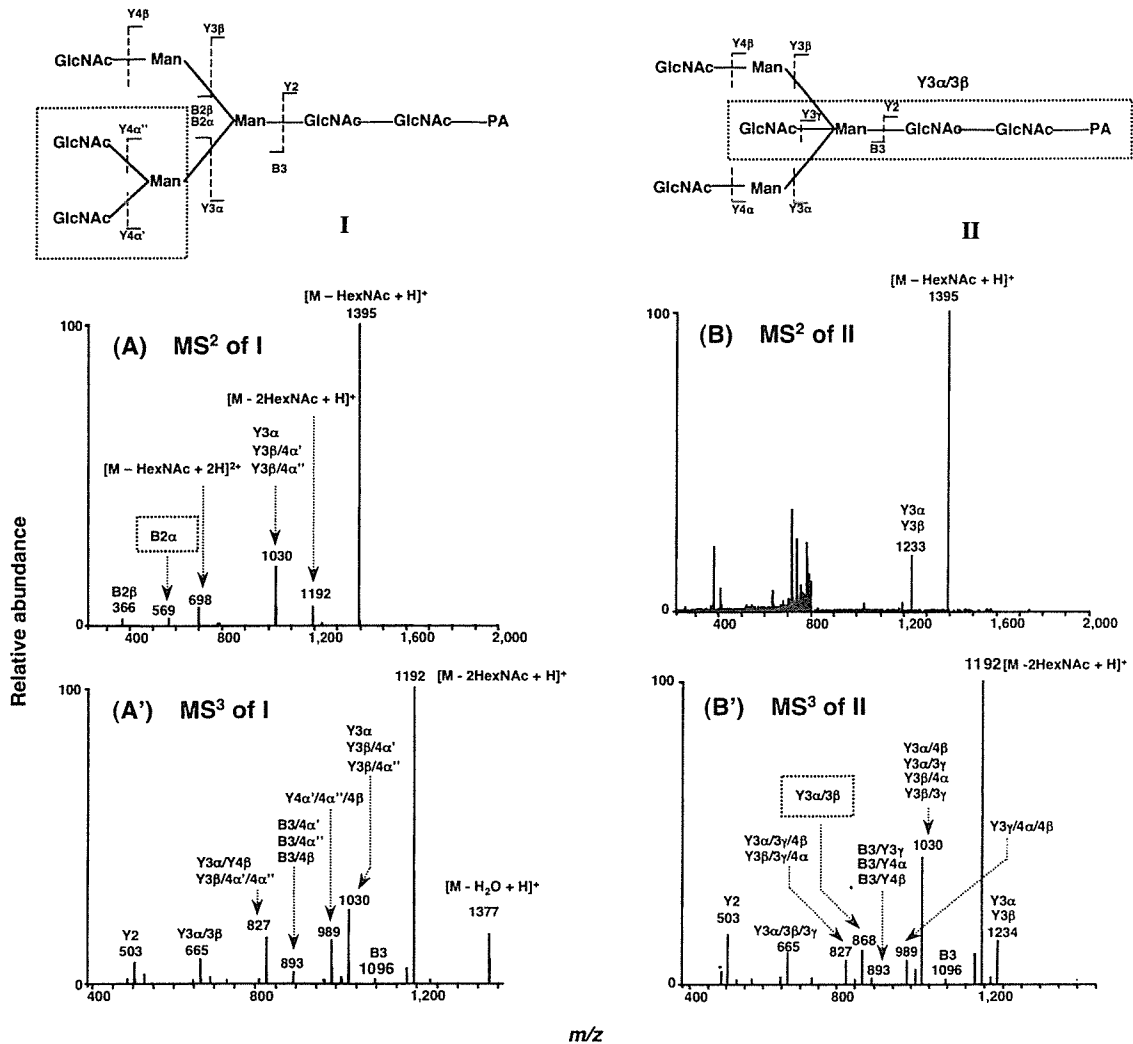 Y4β
Y3β
GlcNAc
Man
Y2
B2β
B2α
Man
GlcNAc
GlcNAc
PA
Y4α''
GlcNAc
B3
Man
GlcNAc
Y4α'
Y3α
I
Y4β
Y3β
GlcNAc
Man
Y3α/3β
Y2
GlcNAc
Y3γ
Man
GlcNAc
GlcNAc
PA
B3
GlcNAc
Man
Y4α
Y3α
II
Relative abundance
[M – HexNAc + H]+
1395
100
(A) MS2 of I
[M - 2HexNAc + H]+
Y3α
Y3β/4α'
Y3β/4α''
[M – HexNAc + 2H]2+
B2α
1030
B2β
366
569
698
1192
0
400
800
1,200
1,600
2,000
[M – HexNAc + H]+
1395
100
(B) MS2 of II
Y3α
Y3β
1233
0
400
800
1,200
1,600
2,000
1192 [M - 2HexNAc + H]+
100
(A') MS3 of I
Y3α
Y3β/4α'
Y3β/4α''
Y4α'/4α''/4β
B3/4α'
B3/4α''
B3/4β
Y3α/Y4β
Y3β/4α'/4α''
[M - H2O + H]+
1377
Y2
503
Y3α/3β
665
827
893
989
1030
B3
1096
0
400
800
1,200
1192 [M -2HexNAc + H]+
100
(B') MS3 of II
Y3α/4β
Y3α/3γ
Y3β/4α
Y3β/3γ
Y3α/3β
Y3α/3γ/4β
Y3β/3γ/4α
B3/Y3γ
B3/Y4α
B3/Y4β
Y3γ/4α/4β
1030
Y2
503
Y3α/3β/3γ
665
827
868
893
989
B3
1096
Y3α
Y3β
1234
0
400
800
1,200
m/z